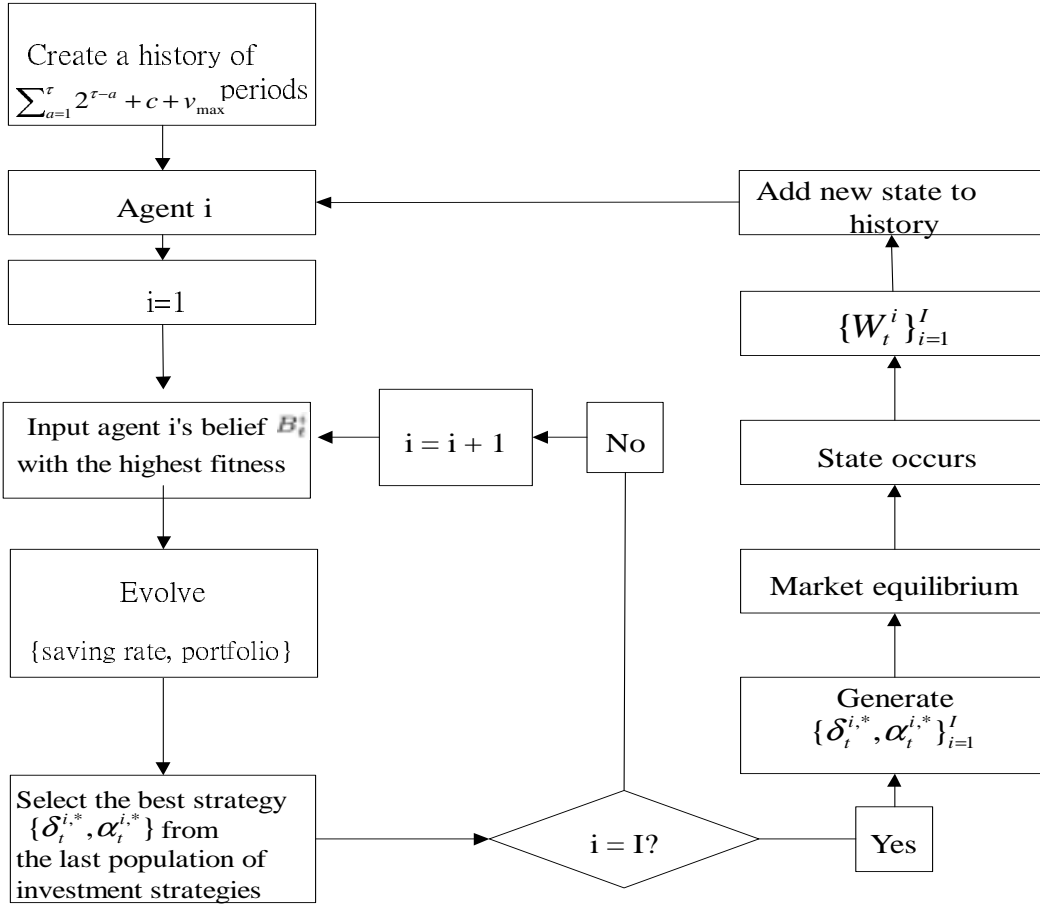 Create a history of
∑_{a=1}^{τ} 2^{τ−a} + c + v_{max} periods
Agent i
i=1
Input agent i's belief B_t^i
with the highest fitness
Evolve
{saving rate, portfolio}
Select the best strategy
{δ_t^{i,*}, α_t^{i,*}} from
the last population of
investment strategies
i = I?
No
i = i + 1
Yes
Generate
{δ_t^{i,*}, α_t^{i,*}}_{i=1}^{I}
Market equilibrium
State occurs
{W_t^i}_{i=1}^{I}
Add new state to
history